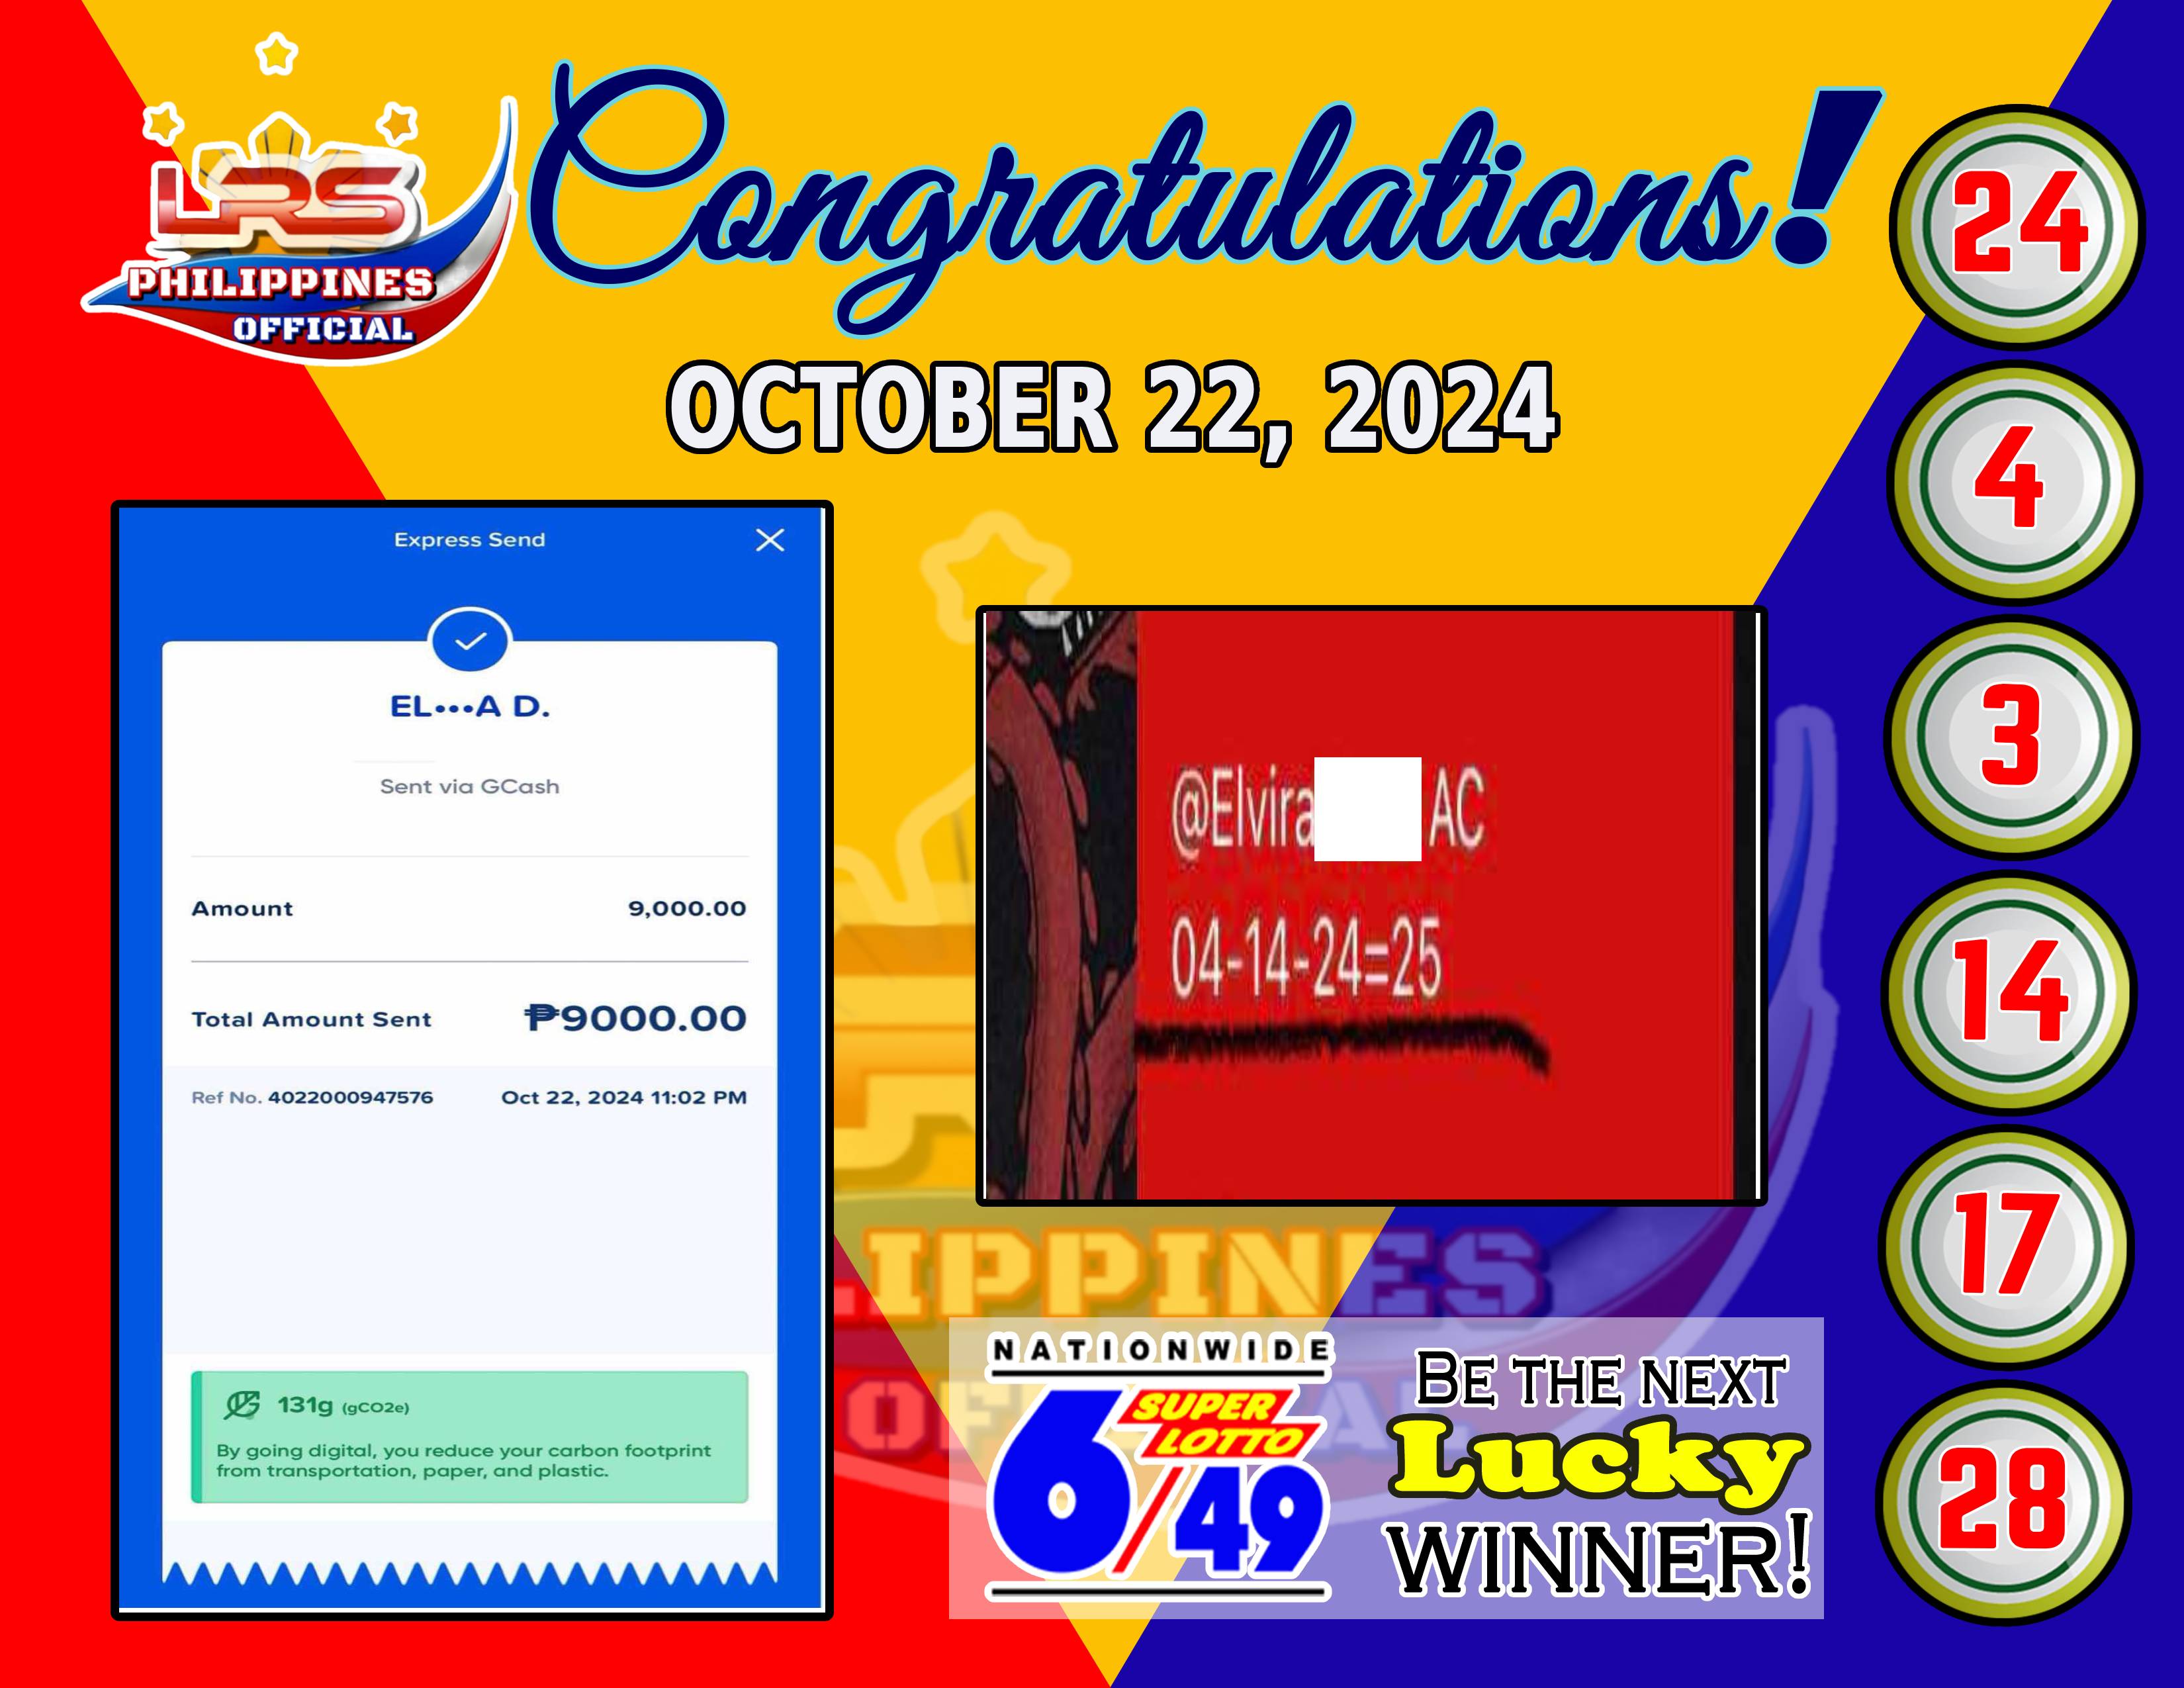 LRS
PHILIPPINES
OFFICIAL
Congratulations!
OCTOBER 22, 2024
Express Send
EL•••A D.
Sent via GCash
Amount 9,000.00
Total Amount Sent ₱9000.00
Ref No. 4022000947576 Oct 22, 2024 11:02 PM
131g (gCO2e)
By going digital, you reduce your carbon footprint
from transportation, paper, and plastic.
@Elvira AC
04-14-24=25
IPPINES
NATIONWIDE
SUPER
LOTTO
6/49
BE THE NEXT
Lucky
WINNER!
24
4
3
14
17
28